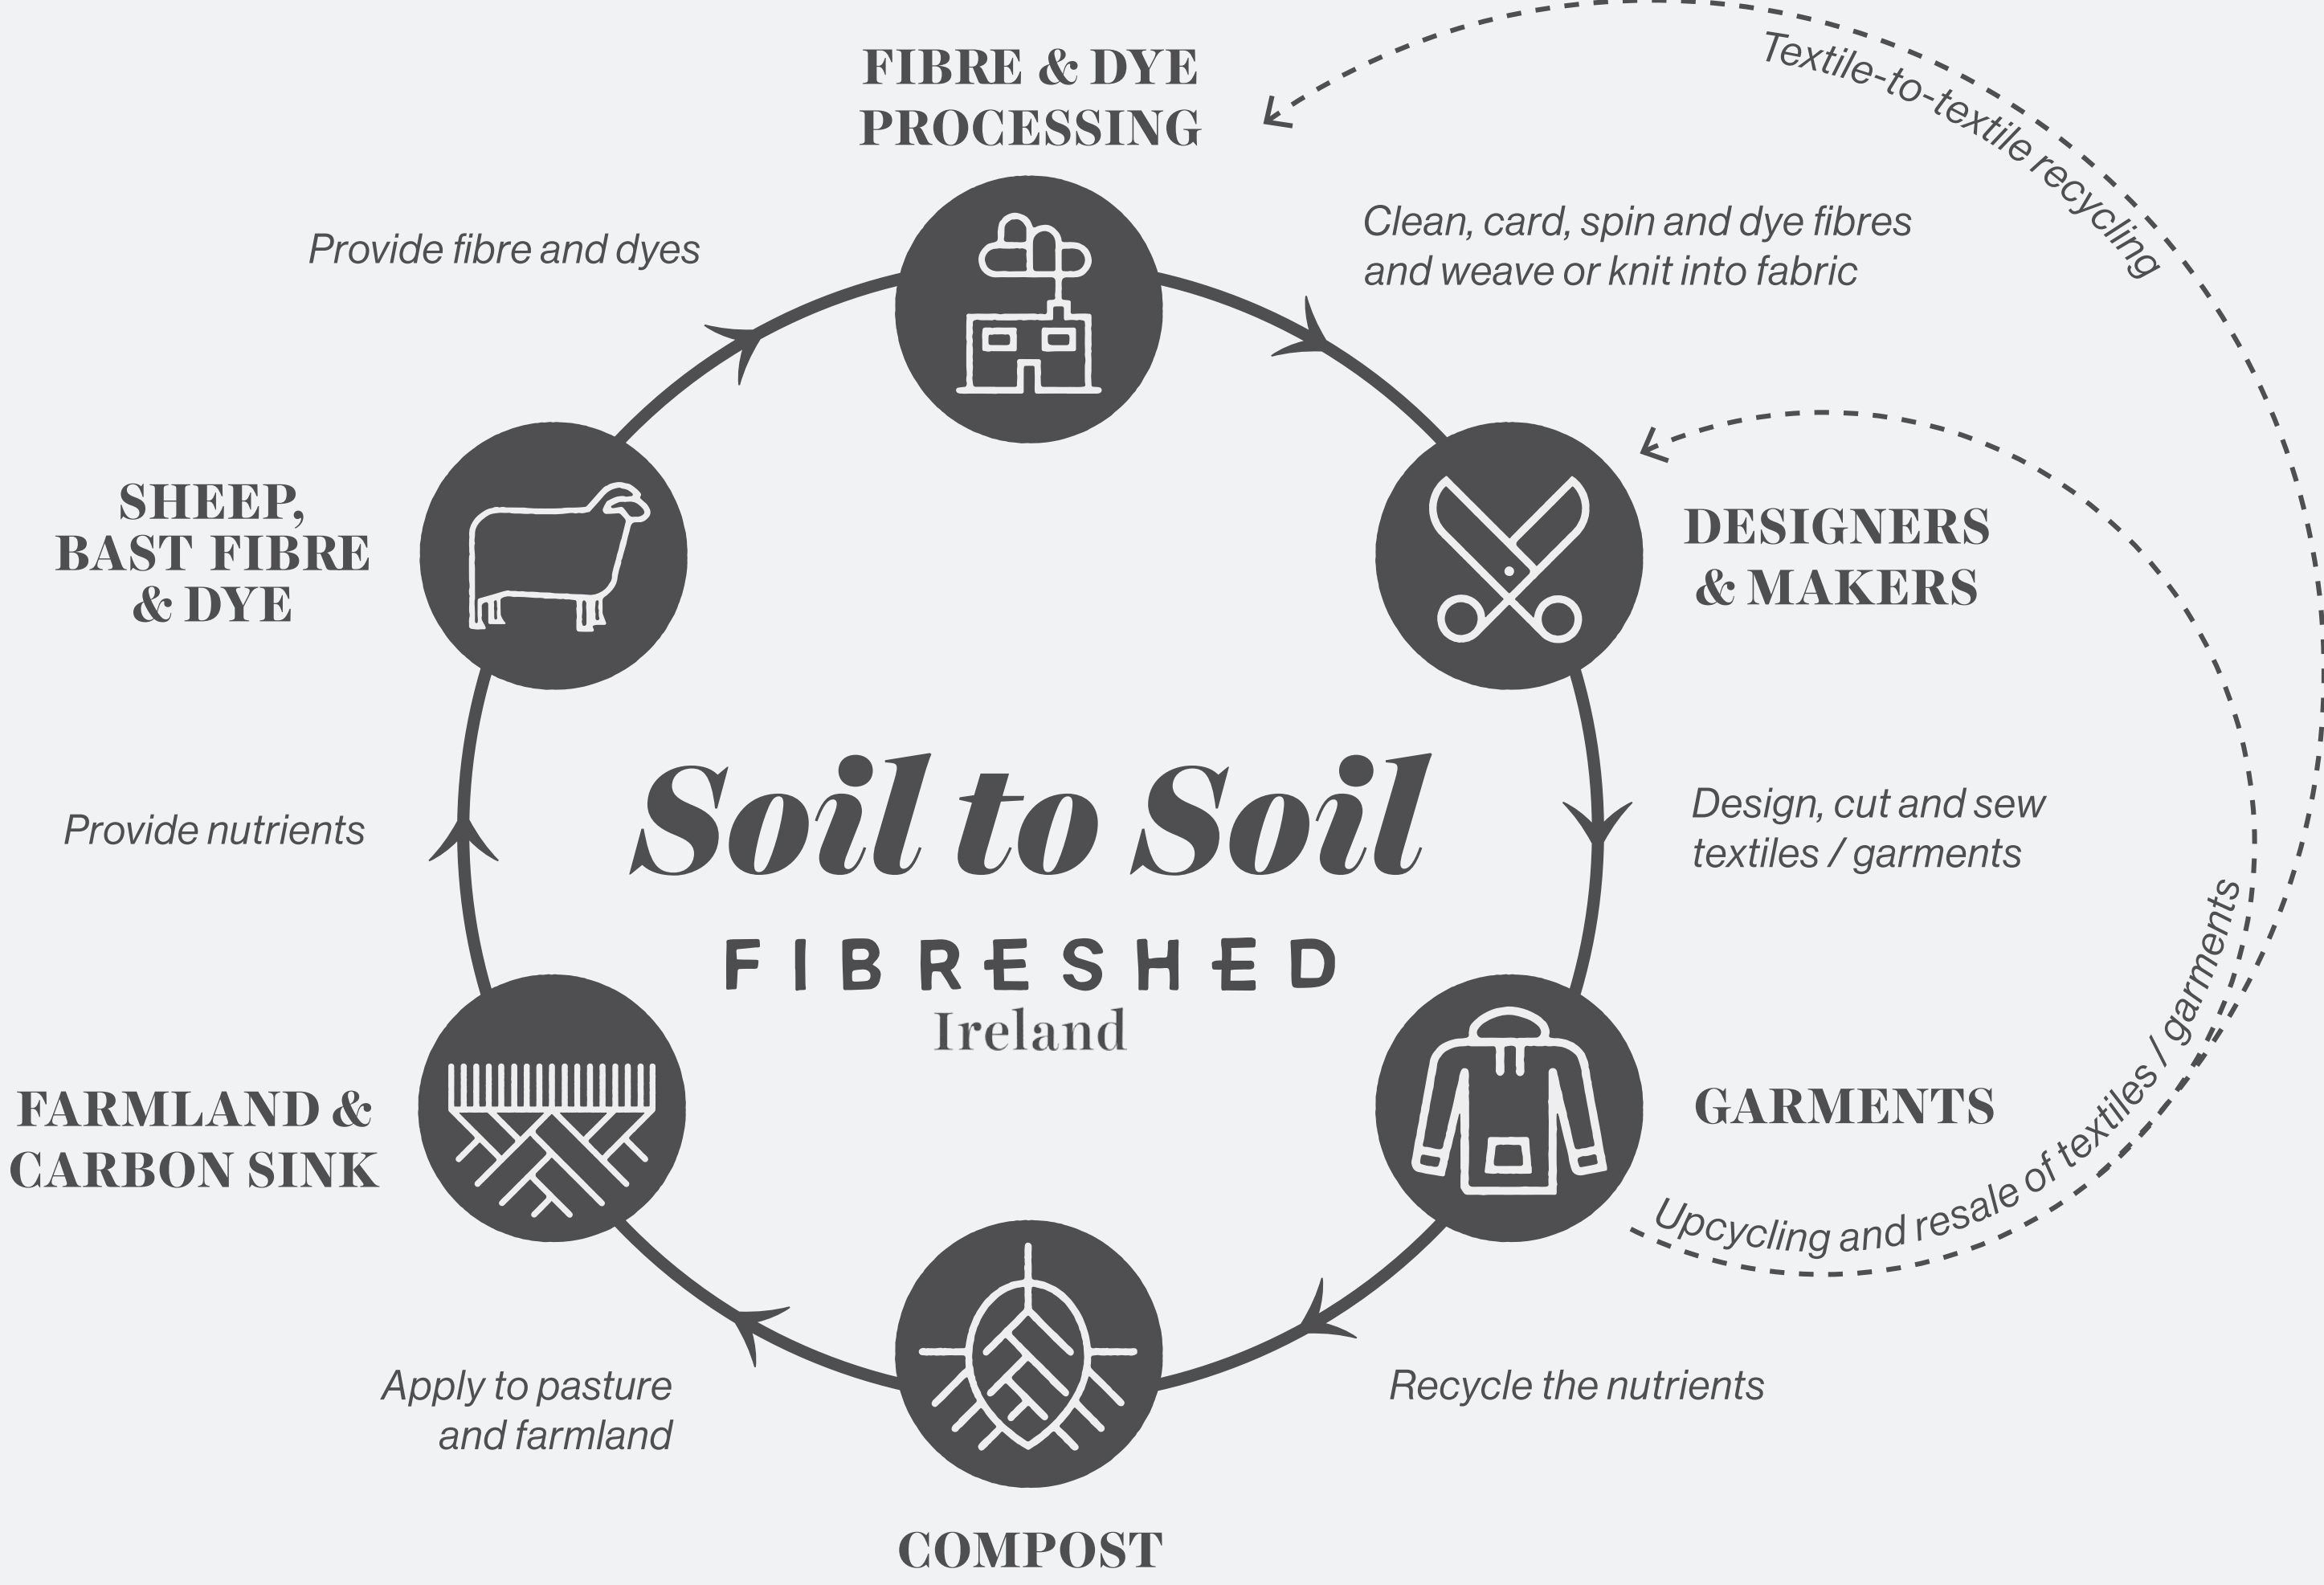 FIBRE & DYE
PROCESSING
Textile-to-textile recycling
Provide fibre and dyes
Clean, card, spin and dye fibres
and weave or knit into fabric
SHEEP,
BAST FIBRE
& DYE
DESIGNERS
& MAKERS
Soil to Soil
FIBRESHED
Ireland
Provide nutrients
Design, cut and sew
textiles / garments
FARMLAND &
CARBON SINK
GARMENTS
Upcycling and resale of textiles / garments
Apply to pasture
and farmland
Recycle the nutrients
COMPOST